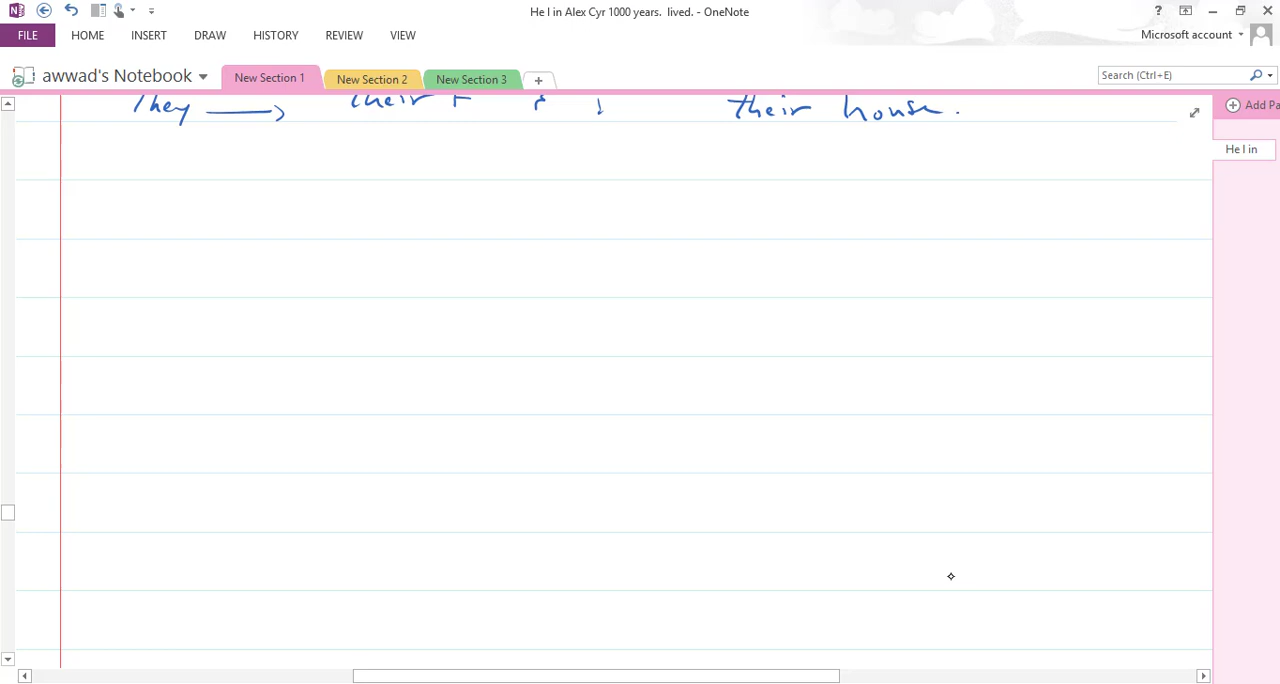 He I in Alex Cyr 1000 years.  lived. - OneNote
?
FILE HOME INSERT DRAW HISTORY REVIEW VIEW
Microsoft account
awwad's Notebook New Section 1 New Section 2 New Section 3 +
Search (Ctrl+E)
They their + their house.
Add Pa
He I in